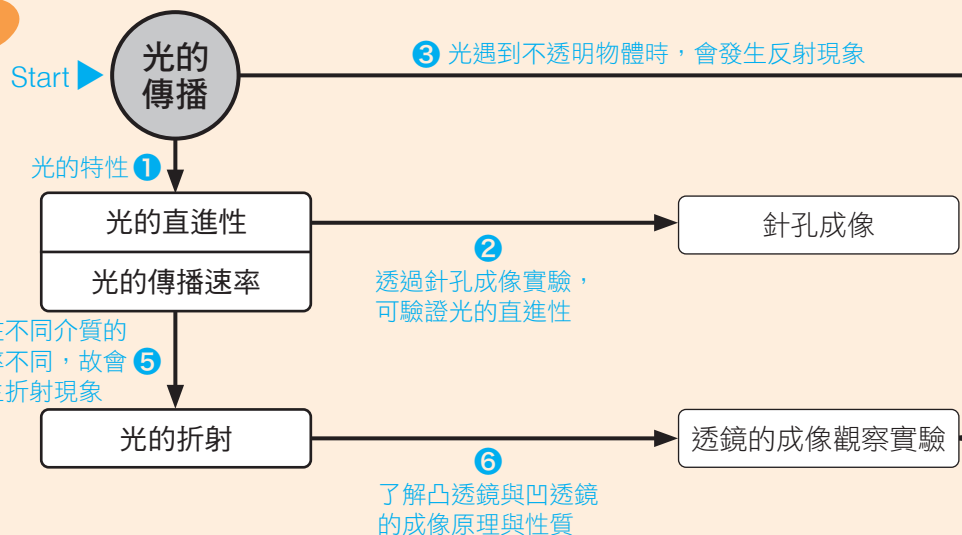 Start
光的
傳播
❸ 光遇到不透明物體時，會發生反射現象
光的特性 ❶
光的直進性
光的傳播速率
❷
透過針孔成像實驗，
可驗證光的直進性
針孔成像
不同介質的
不同，故會 ❺
折射現象
光的折射
❻
了解凸透鏡與凹透鏡
的成像原理與性質
透鏡的成像觀察實驗